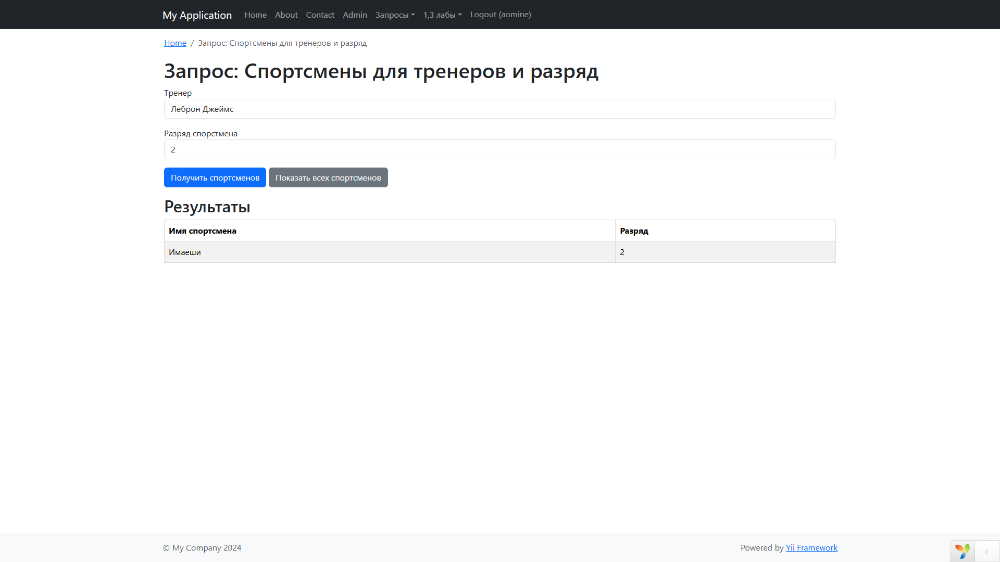 My Application Home About Contact Admin Запросы 1,3 лабы Logout (aomine)
Home / Запрос: Спортсмены для тренеров и разряд
Запрос: Спортсмены для тренеров и разряд
Тренер
Леброн Джеймс
Разряд спорстмена
2
Получить спортсменов Показать всех спортсменов
Результаты
Имя спортсмена Разряд
Имаеши 2
© My Company 2024 Powered by Yii Framework